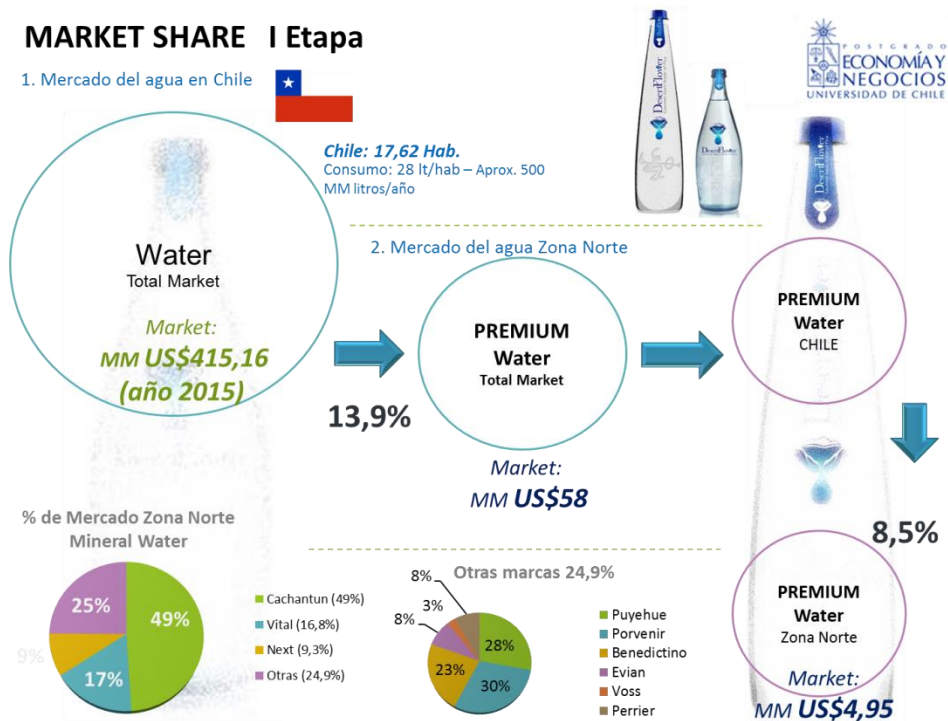 MARKET SHARE I Etapa
1. Mercado del agua en Chile
POSTGRADO
ECONOMÍA Y
NEGOCIOS
UNIVERSIDAD DE CHILE
DesertFlower
DesertFlower
DesertFlower
Chile: 17,62 Hab.
Consumo: 28 lt/hab – Aprox. 500
MM litros/año
Water
Total Market
Market:
MM US$415,16
(año 2015)
13,9%
2. Mercado del agua Zona Norte
PREMIUM
Water
Total Market
Market:
MM US$58
PREMIUM
Water
CHILE
8,5%
PREMIUM
Water
Zona Norte
Market:
MM US$4,95
% de Mercado Zona Norte
Mineral Water
25%
49%
9%
17%
Cachantun (49%)
Vital (16,8%)
Next (9,3%)
Otras (24,9%)
Otras marcas 24,9%
8%
3%
8%
28%
23%
30%
Puyehue
Porvenir
Benedictino
Evian
Voss
Perrier